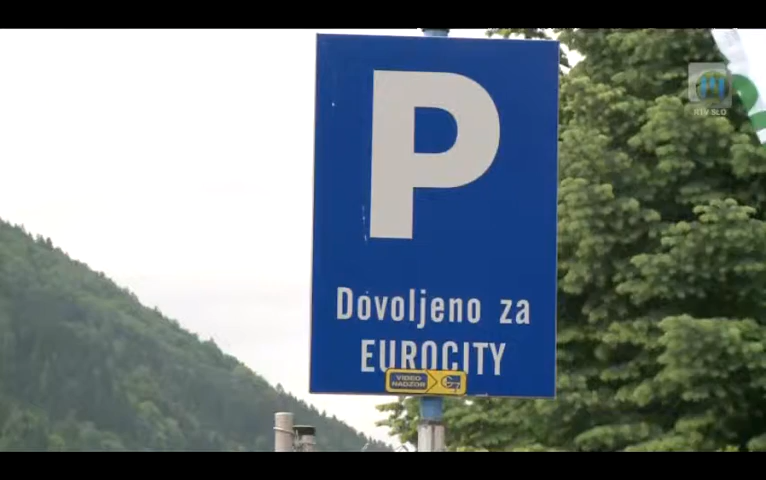 P
Dovoljeno za
EUROCITY
VIDEO
NADZOR
RTV SLO